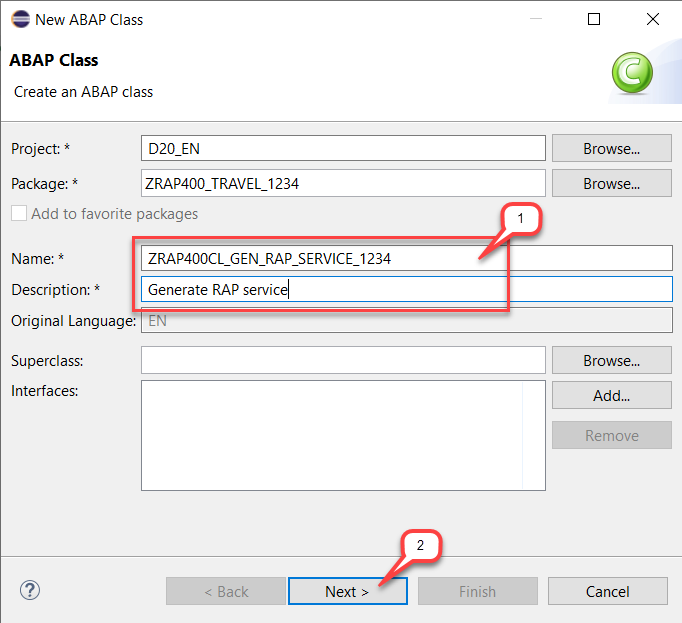 New ABAP Class
ABAP Class
Create an ABAP class
C
Project: * D20_EN Browse...
Package: * ZRAP400_TRAVEL_1234 Browse...
Add to favorite packages
1
Name: * ZRAP400CL_GEN_RAP_SERVICE_1234
Description: * Generate RAP service
Original Language: EN
Superclass: Browse...
Interfaces: Add...
Remove
2
? < Back Next > Finish Cancel